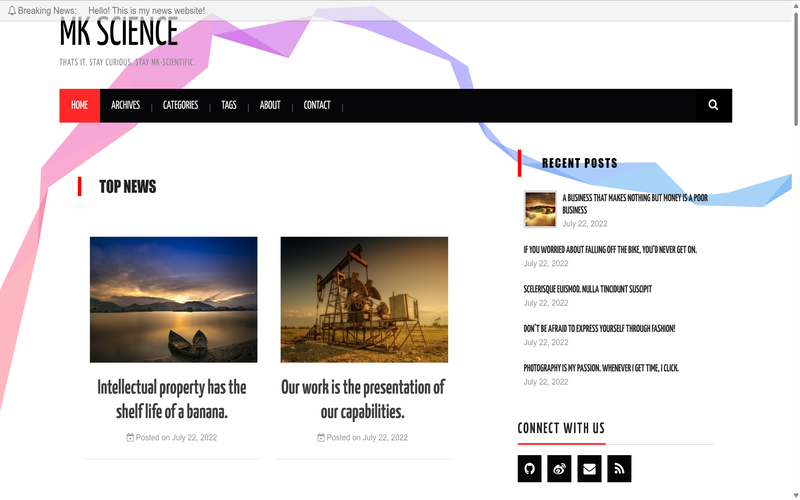 Breaking News: Hello! This is my news website!
MK SCIENCE
THATS IT. STAY CURIOUS. STAY MK-SCIENTIFIC.
HOME ARCHIVES CATEGORIES TAGS ABOUT CONTACT
TOP NEWS
Intellectual property has the
shelf life of a banana.
Posted on July 22, 2022
Our work is the presentation of
our capabilities.
Posted on July 22, 2022
RECENT POSTS
A BUSINESS THAT MAKES NOTHING BUT MONEY IS A POOR
BUSINESS
July 22, 2022
IF YOU WORRIED ABOUT FALLING OFF THE BIKE, YOU'D NEVER GET ON.
July 22, 2022
SCELERISQUE EUISMOD. NULLA TINCIDUNT SUSCIPIT
July 22, 2022
DON'T BE AFRAID TO EXPRESS YOURSELF THROUGH FASHION!
July 22, 2022
PHOTOGRAPHY IS MY PASSION. WHENEVER I GET TIME, I CLICK.
July 22, 2022
CONNECT WITH US